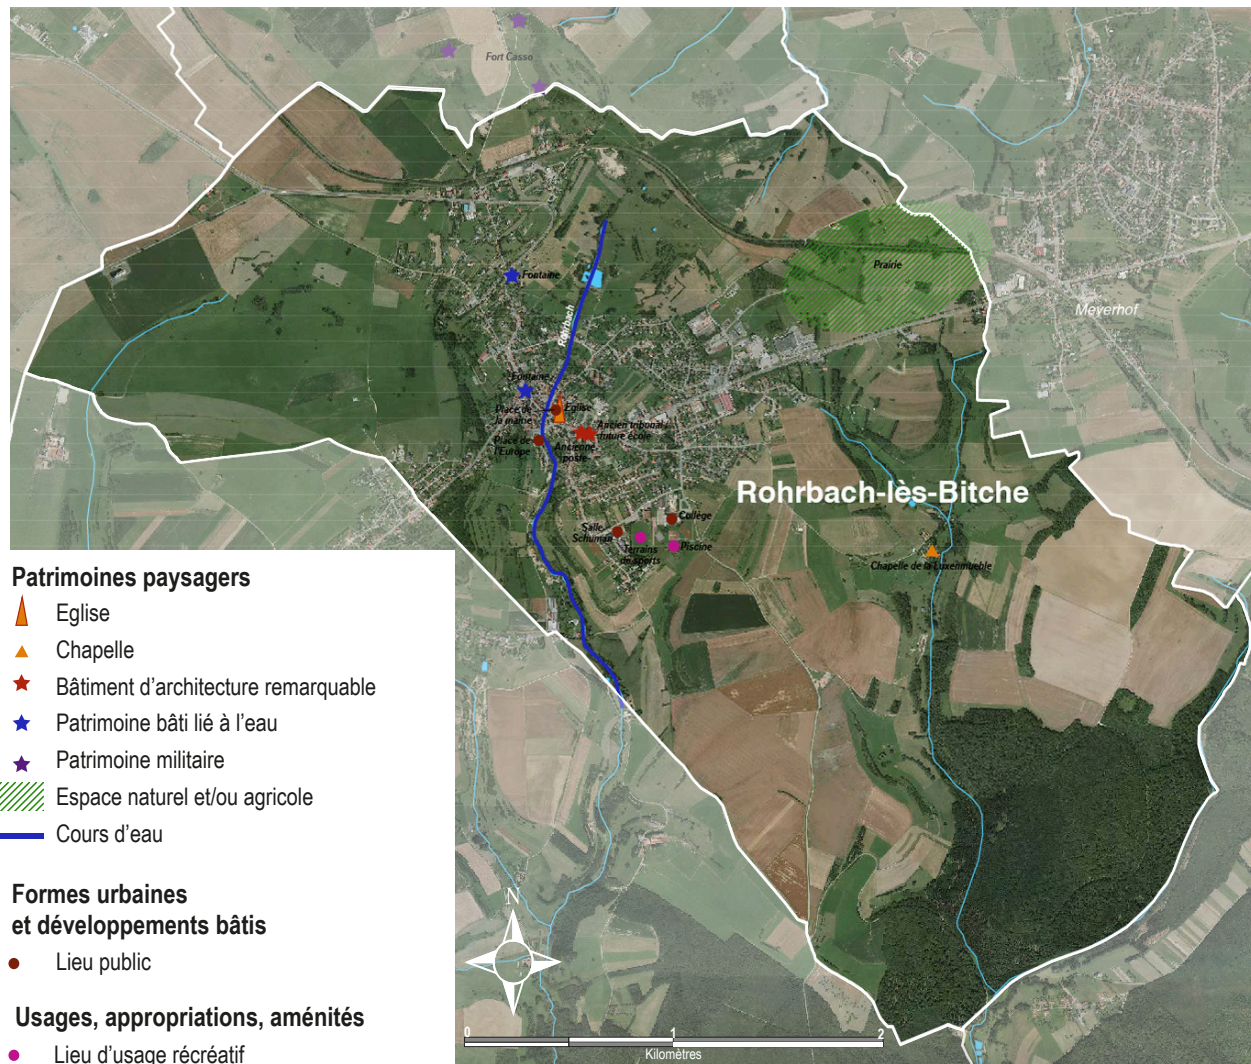 Fort Casso
Prairie
Fontaine
Meyerhof
Rohrbach
Fontaine
Place de
la mairie
Eglise
Ancien tribunal /
future école
Place de
l'Europe
Ancienne
poste
Rohrbach-lès-Bitche
Salle
Schuman
Collège
Terrains
de sports
Piscine
Chapelle de la Luxenmuehle
Patrimoines paysagers
Eglise
Chapelle
Bâtiment d'architecture remarquable
Patrimoine bâti lié à l'eau
Patrimoine militaire
Espace naturel et/ou agricole
Cours d'eau
Formes urbaines
et développements bâtis
Lieu public
Usages, appropriations, aménités
Lieu d'usage récréatif
N
0 1 2
Kilomètres